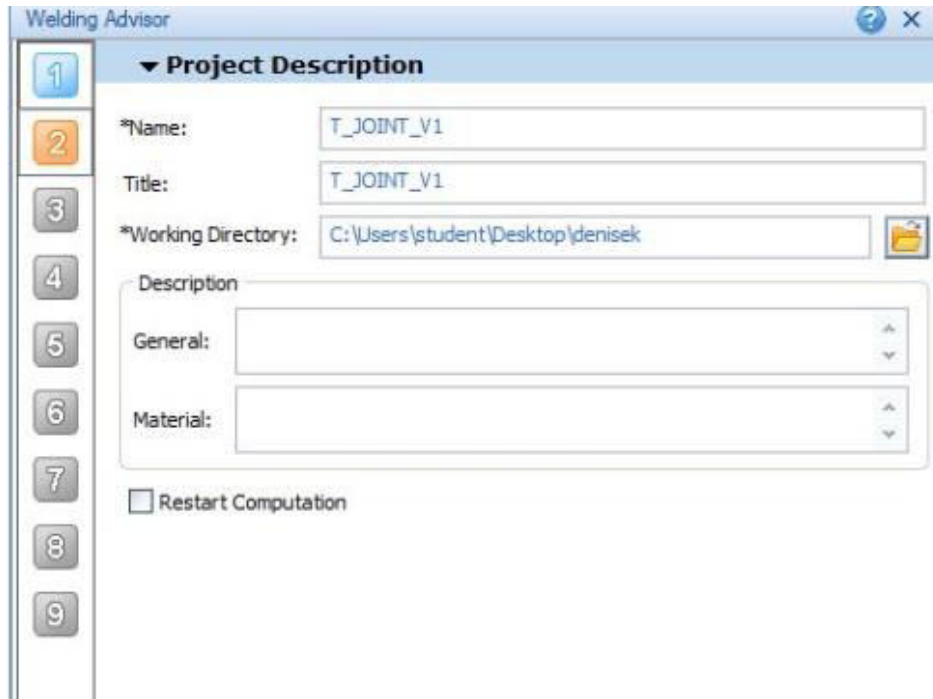 Welding Advisor
1
Project Description
2
*Name: T_JOINT_V1
Title: T_JOINT_V1
3
*Working Directory: C:\Users\student\Desktop\denisek
4
Description
5
General:
6
Material:
7
Restart Computation
8
9